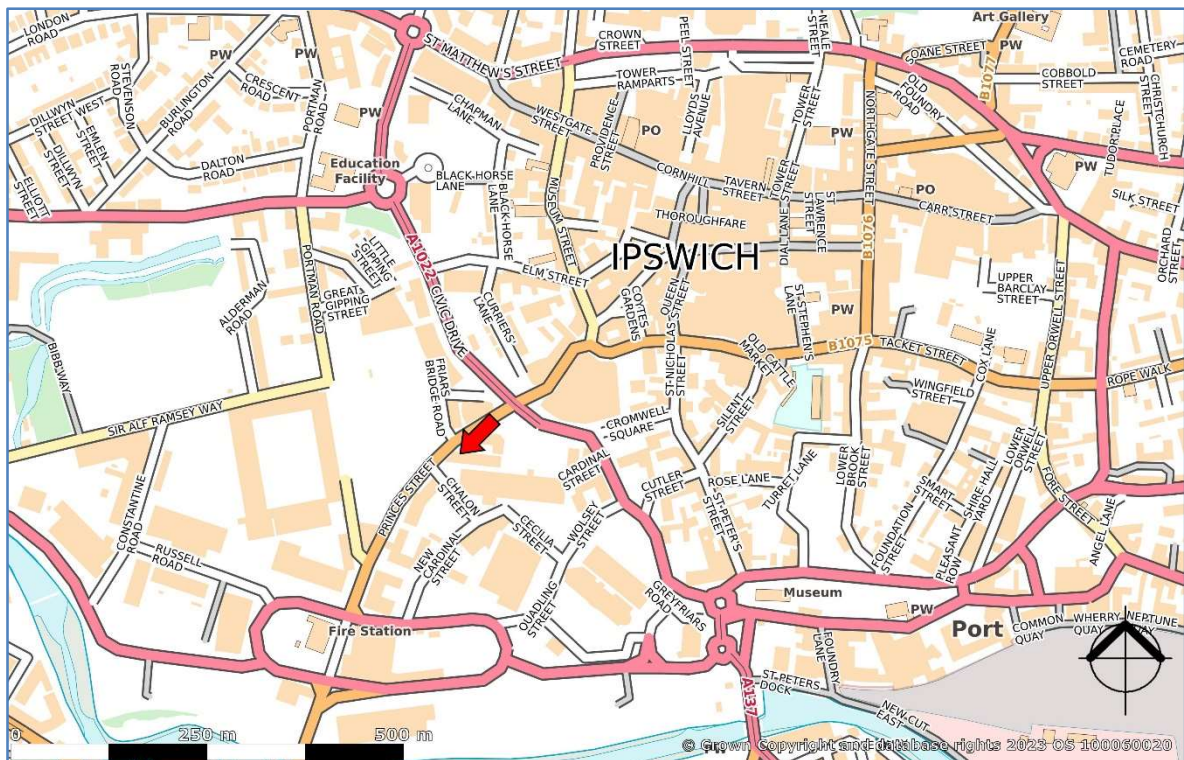 LONDON
ROAD
PW
PW
ST MATTHEW'S STREET
CROWN
STREET
PEEL STREET
NEALE
STREET
Art Gallery
PW
OANE STREET
CEMETERY
ROAD
COBBOLD
STREET
CHRISTCHURCH
STREET
B1077
DILLWYN
STREET WEST
STEVENSON
ROAD
BURLINGTON
ROAD
CRESCENT
ROAD
PORTMAN
ROAD
PW
CHAPMAN
LANE
TOWER
RAMPARTS
WESTGATE
STREET
PROVIDENCE
STREET
PO
LLOYDS
AVENUE
TOWER
STREET
PW
NORTHGATE STREET
OLD
FOUNDRY
ROAD
TUDOR PLACE
PW
EMLEN
STREET
DILLWYN
STREET
ELLIOTT
STREET
DALTON
ROAD
Education
Facility
BLACK HORSE
LANE
BLACK HORSE
LANE
MUSEUM STREET
CORNHILL
TAVERN
STREET
TOWER
STREET
DIAL LANE
ST
LAWRENCE
STREET
THOROUGHFARE
PO
CARR STREET
SILK STREET
ORCHARD
STREET
IPSWICH
B1076
A1022 - CIVIC DRIVE
LITTLE
GIPPING
STREET
GREAT
GIPPING
STREET
PORTMAN ROAD
ALDERMAN
ROAD
ELM STREET
CURRIERS'
LANE
COYTES
GARDENS
QUEEN
STREET
ST NICHOLAS
STREET
ST STEPHEN'S
LANE
PW
UPPER
BARCLAY
STREET
UPPER ORWELL STREET
BIBB WAY
FRIARS
BRIDGE ROAD
OLD CATTLE
MARKET
B1075
TACKET STREET
COX LANE
ROPE WALK
WINGFIELD
STREET
SIR ALF RAMSEY WAY
CROMWELL
SQUARE
SILENT
STREET
CARDINAL
STREET
PRINCES STREET
CHALON
STREET
CUTLER
STREET
ROSE LANE
TURRET LANE
LOWER
BROOK
STREET
LOWER
ORWELL
STREET
FORE STREET
SMART
STREET
SHIRE HALL
YARD
FOUNDATION
STREET
PLEASANT
ROW
ANGEL LANE
CONSTANTINE
ROAD
RUSSELL
ROAD
NEW
CARDINAL
STREET
CECILIA
STREET
WOLSEY
STREET
ST PETER'S
STREET
QUADLING
STREET
GREYFRIARS
ROAD
Fire Station
Museum
PW
Port
COMMON
QUAY
WHERRY
QUAY
NEPTUNE
QUAY
FOUNDRY
LANE
ST PETERS
DOCK
NEW CUT
EAST
A137
0 250 m 500 m
© Crown Copyright and database rights 2023 OS 100060020